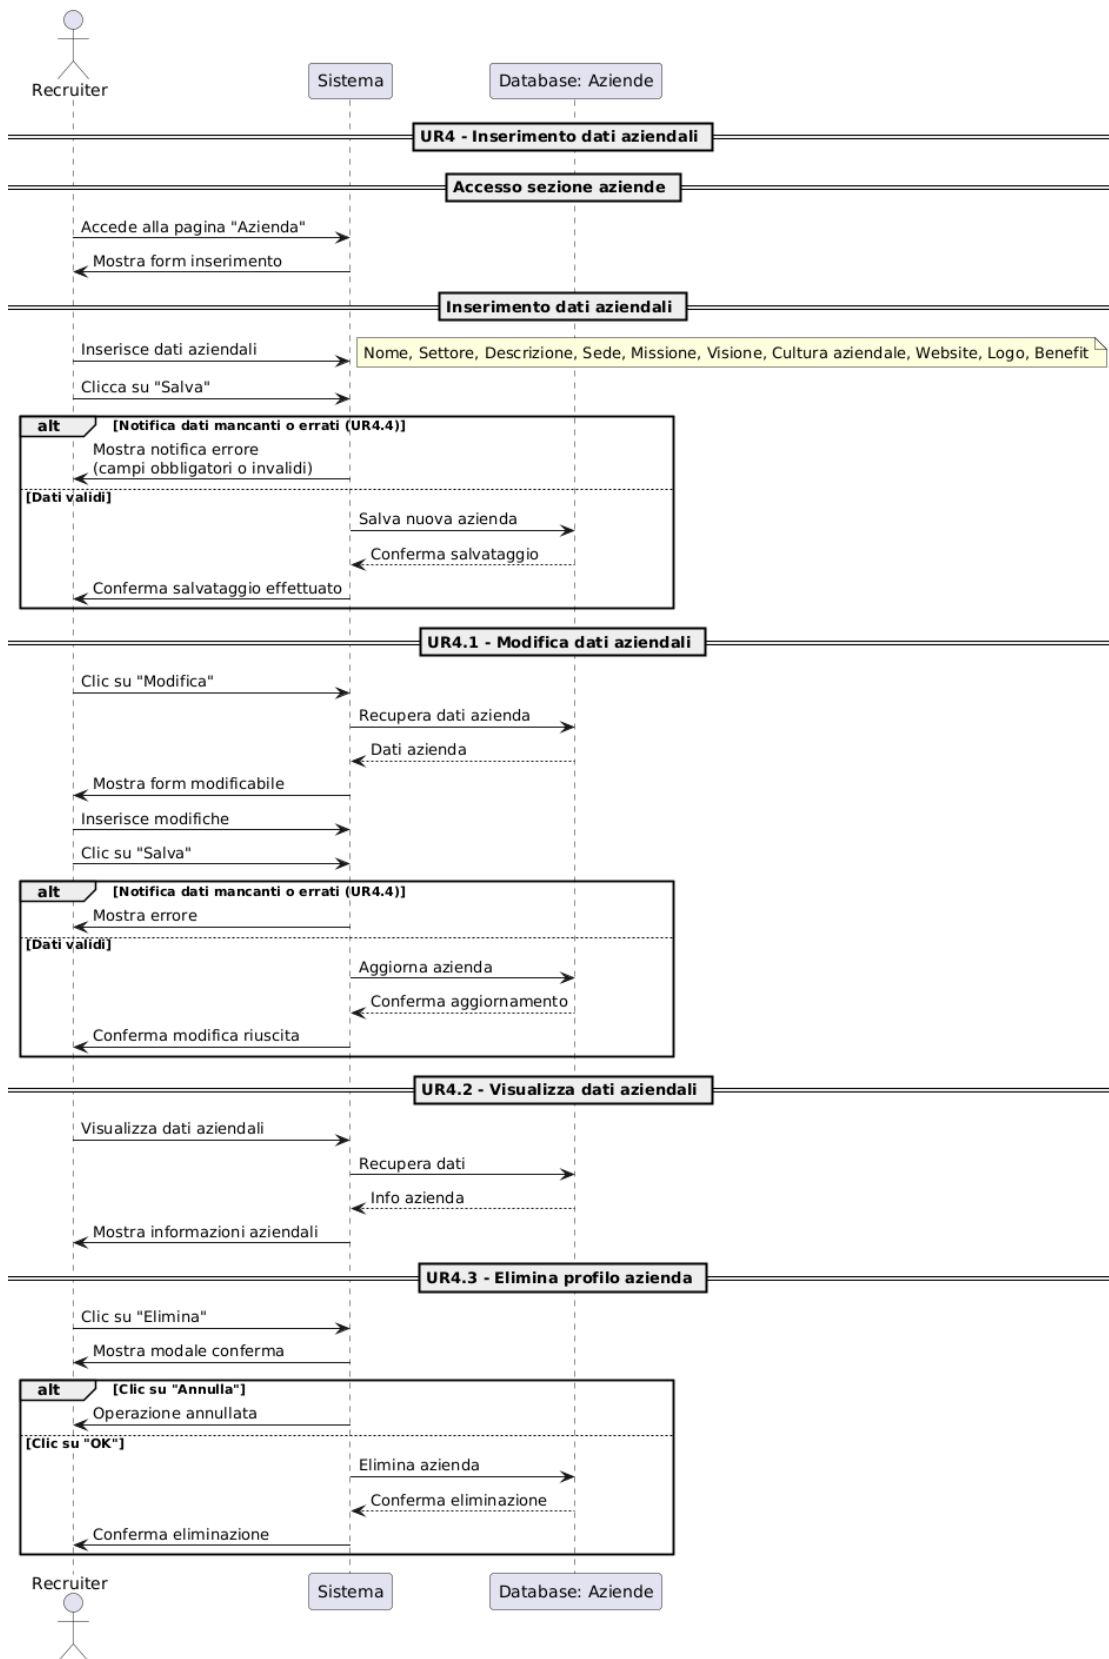 Recruiter
Sistema
Database: Aziende
UR4 - Inserimento dati aziendali
Accesso sezione aziende
Accede alla pagina "Azienda"
Mostra form inserimento
Inserimento dati aziendali
Inserisce dati aziendali
Nome, Settore, Descrizione, Sede, Missione, Visione, Cultura aziendale, Website, Logo, Benefit
Clicca su "Salva"
alt
[Notifica dati mancanti o errati (UR4.4)]
Mostra notifica errore
(campi obbligatori o invalidi)
[Dati validi]
Salva nuova azienda
Conferma salvataggio
Conferma salvataggio effettuato
UR4.1 - Modifica dati aziendali
Clic su "Modifica"
Recupera dati azienda
Dati azienda
Mostra form modificabile
Inserisce modifiche
Clic su "Salva"
alt
[Notifica dati mancanti o errati (UR4.4)]
Mostra errore
[Dati validi]
Aggiorna azienda
Conferma aggiornamento
Conferma modifica riuscita
UR4.2 - Visualizza dati aziendali
Visualizza dati aziendali
Recupera dati
Info azienda
Mostra informazioni aziendali
UR4.3 - Elimina profilo azienda
Clic su "Elimina"
Mostra modale conferma
alt
[Clic su "Annulla"]
Operazione annullata
[Clic su "OK"]
Elimina azienda
Conferma eliminazione
Conferma eliminazione
Recruiter
Sistema
Database: Aziende